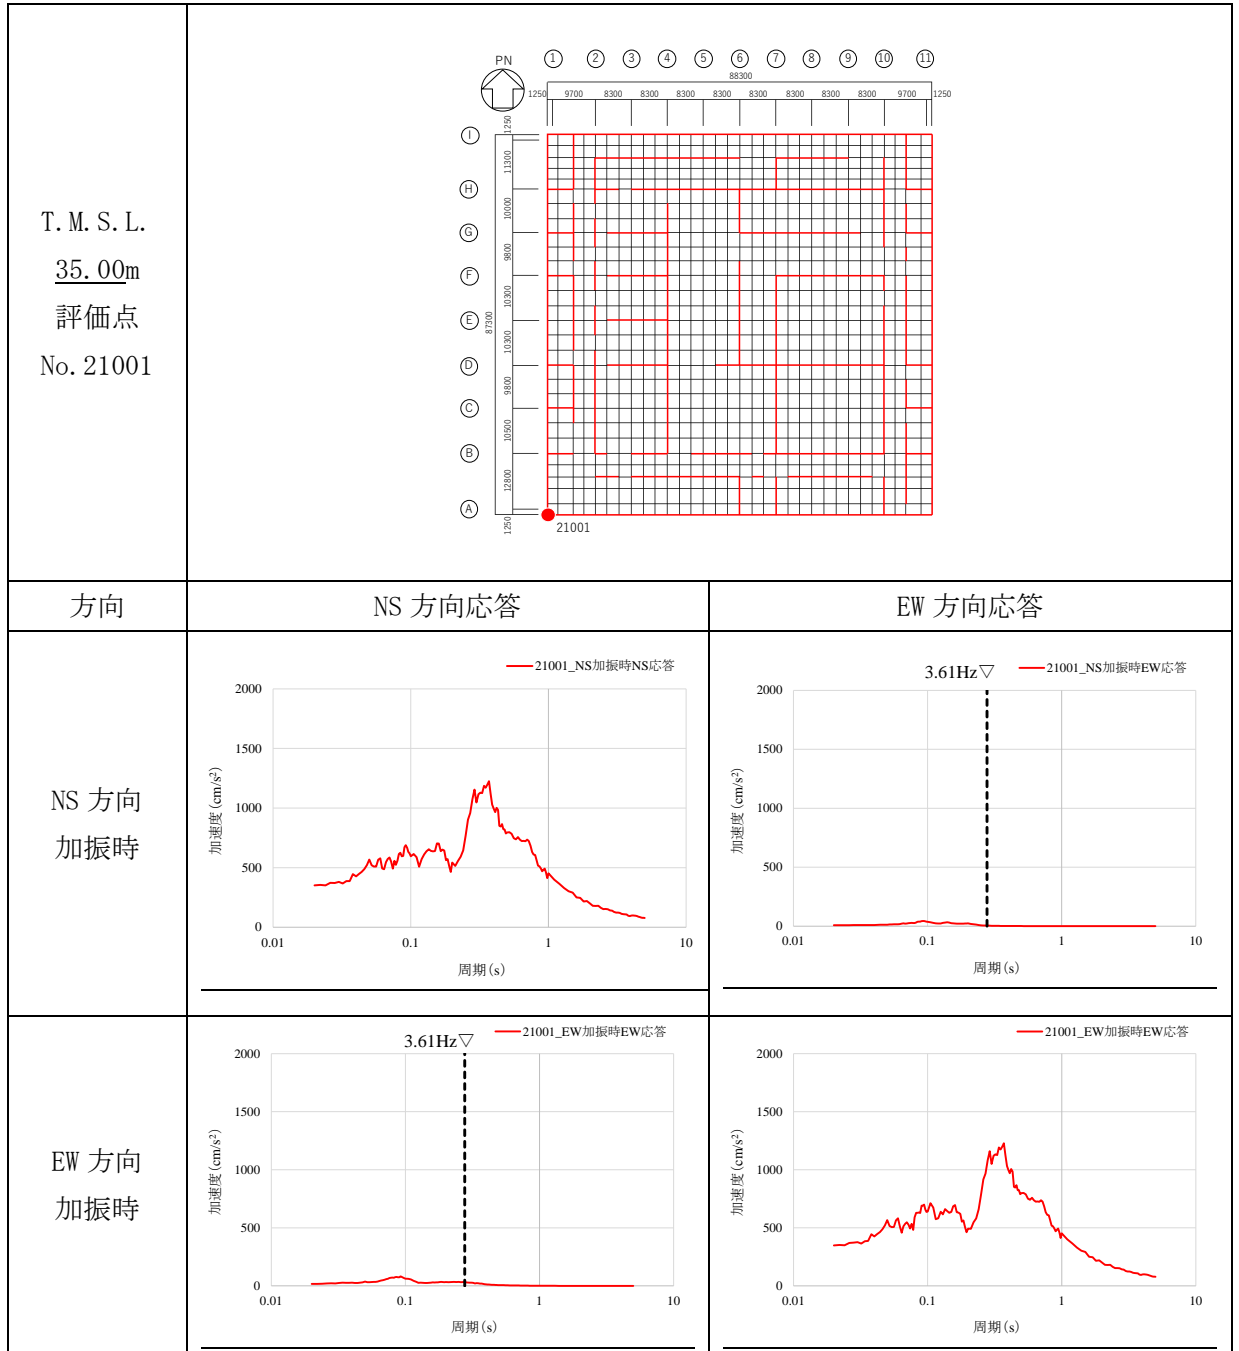 T.M.S.L.
35.00m
評価点
No.21001
PN
1 2 3 4 5 6 7 8 9 10 11
88300
1250 9700 8300 8300 8300 8300 8300 8300 8300 8300 9700 1250
I
H
G
F
E
D
C
B
A
1250
11300
10000
9800
10300
10300
9800
10500
12800
1250
87300
21001
方向 NS 方向応答 EW 方向応答
NS 方向
加振時
21001_NS加振時NS応答
加速度(cm/s²)
2000
1500
1000
500
0
0.01 0.1 1 10
周期(s)
3.61Hz▽ 21001_NS加振時EW応答
加速度(cm/s²)
2000
1500
1000
500
0
0.01 0.1 1 10
周期(s)
EW 方向
加振時
3.61Hz▽ 21001_EW加振時EW応答
加速度(cm/s²)
2000
1500
1000
500
0
0.01 0.1 1 10
周期(s)
21001_EW加振時EW応答
加速度(cm/s²)
2000
1500
1000
500
0
0.01 0.1 1 10
周期(s)